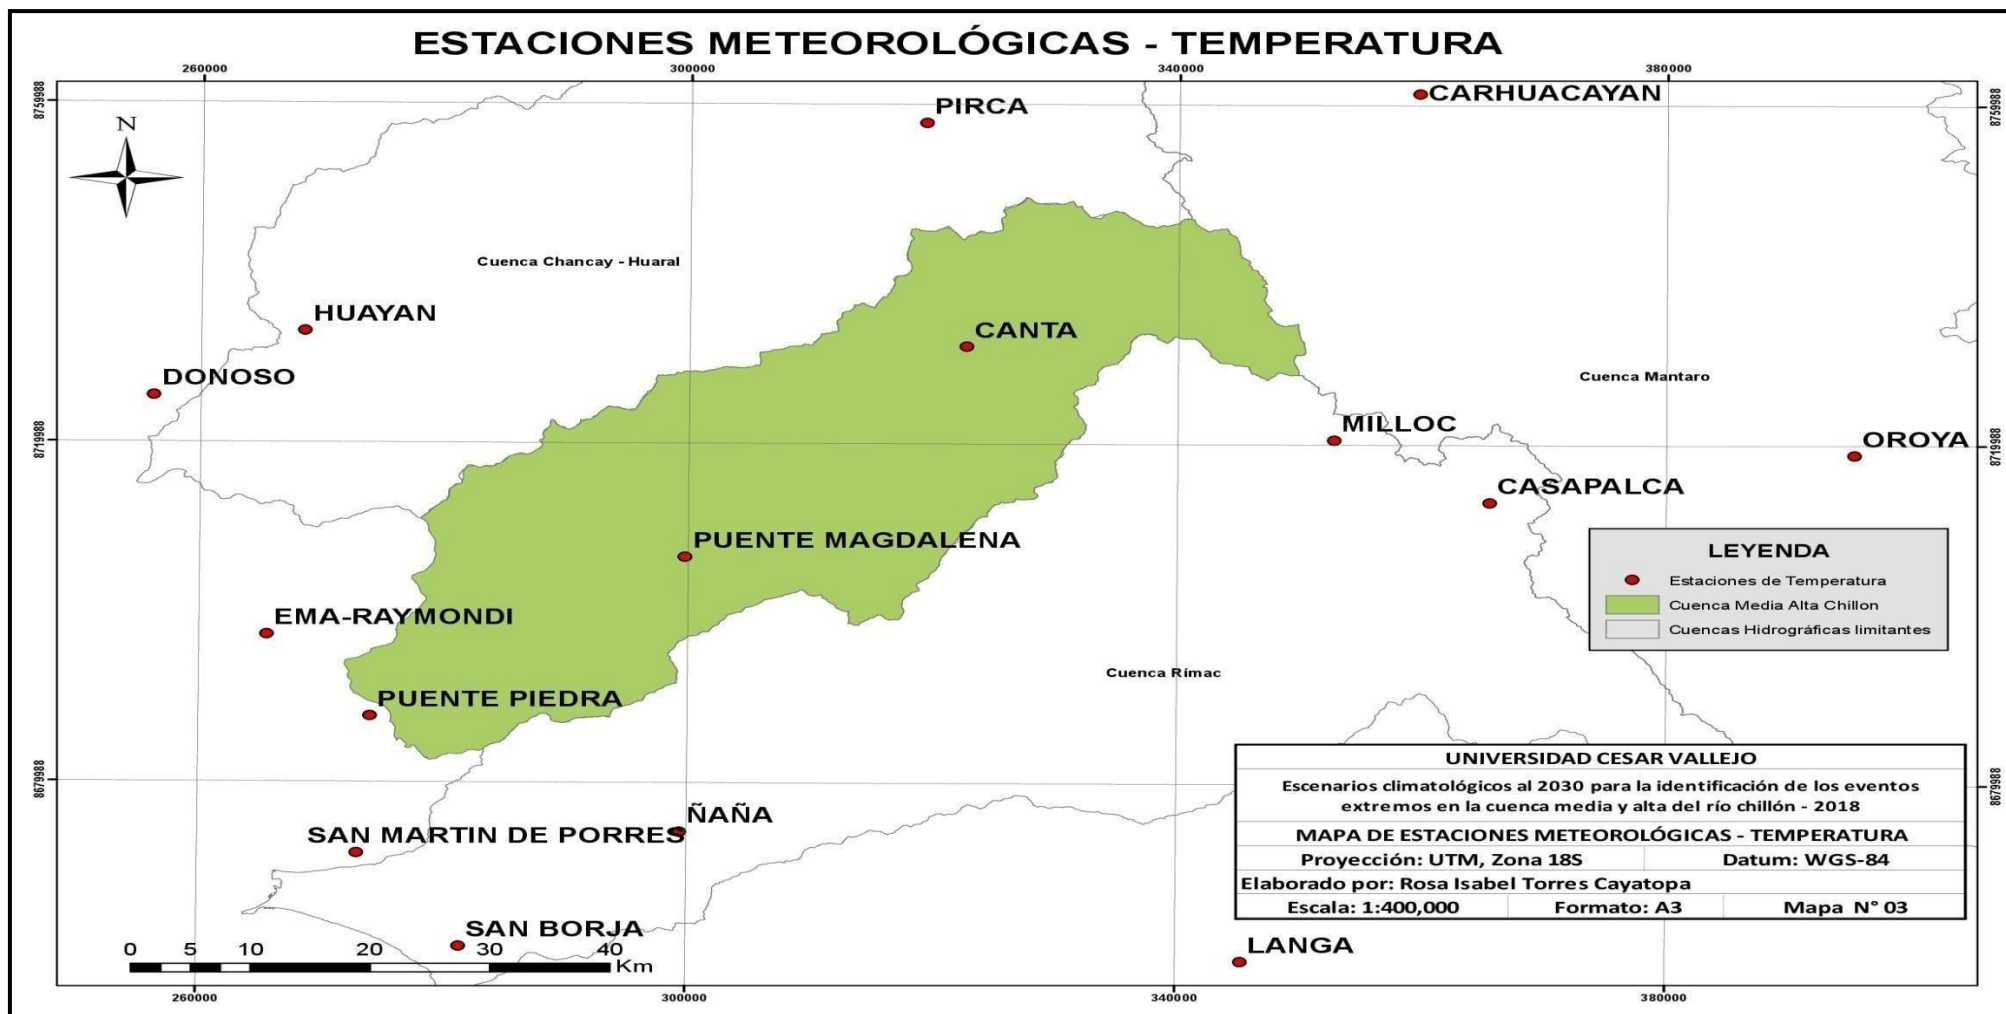 ESTACIONES METEOROLÓGICAS - TEMPERATURA
260000
300000
340000
380000
8759988
8759988
N
PIRCA
CARHUACAYAN
Cuenca Chancay - Huaral
HUAYAN
CANTA
DONOSO
Cuenca Mantaro
MILLOC
OROYA
8719988
8719988
CASAPALCA
PUENTE MAGDALENA
LEYENDA
Estaciones de Temperatura
Cuenca Media Alta Chillon
Cuencas Hidrográficas limitantes
EMA-RAYMONDI
Cuenca Rímac
PUENTE PIEDRA
8679988
8679988
ÑAÑA
SAN MARTIN DE PORRES
UNIVERSIDAD CESAR VALLEJO
Escenarios climatológicos al 2030 para la identificación de los eventos
extremos en la cuenca media y alta del río chillón - 2018
MAPA DE ESTACIONES METEOROLÓGICAS - TEMPERATURA
Proyección: UTM, Zona 18S
Datum: WGS-84
Elaborado por: Rosa Isabel Torres Cayatopa
Escala: 1:400,000
Formato: A3
Mapa N° 03
SAN BORJA
LANGA
0 5 10 20 30 40
Km
260000
300000
340000
380000